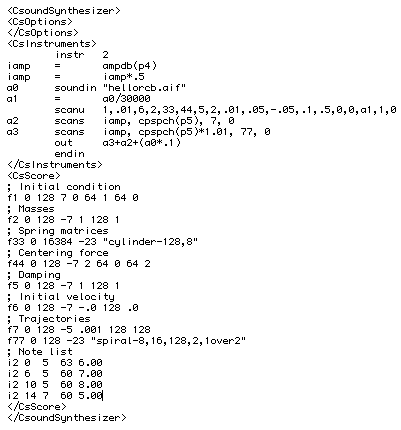 <CsoundSynthesizer>
<CsOptions>
</CsOptions>
<CsInstruments>
instr 2
iamp = ampdb(p4)
iamp = iamp*.5
a0 soundin "hellorcb.aif"
a1 = a0/30000
scanu 1,.01,6,2,33,44,5,2,.01,.05,-.05,.1,.5,0,0,a1,1,0
a2 scans iamp, cpspch(p5), 7, 0
a3 scans iamp, cpspch(p5)*1.01, 77, 0
out a3+a2+(a0*.1)
endin
</CsInstruments>
<CsScore>
; Initial condition
f1 0 128 7 0 64 1 64 0
; Masses
f2 0 128 -7 1 128 1
; Spring matrices
f33 0 16384 -23 "cylinder-128,8"
; Centering force
f44 0 128 -7 2 64 0 64 2
; Damping
f5 0 128 -7 1 128 1
; Initial velocity
f6 0 128 -7 -.0 128 .0
; Trajectories
f7 0 128 -5 .001 128 128
f77 0 128 -23 "spiral-8,16,128,2,1over2"
; Note list
i2 0 5 63 6.00
i2 6 5 60 7.00
i2 10 5 60 8.00
i2 14 7 60 5.00
</CsScore>
</CsoundSynthesizer>